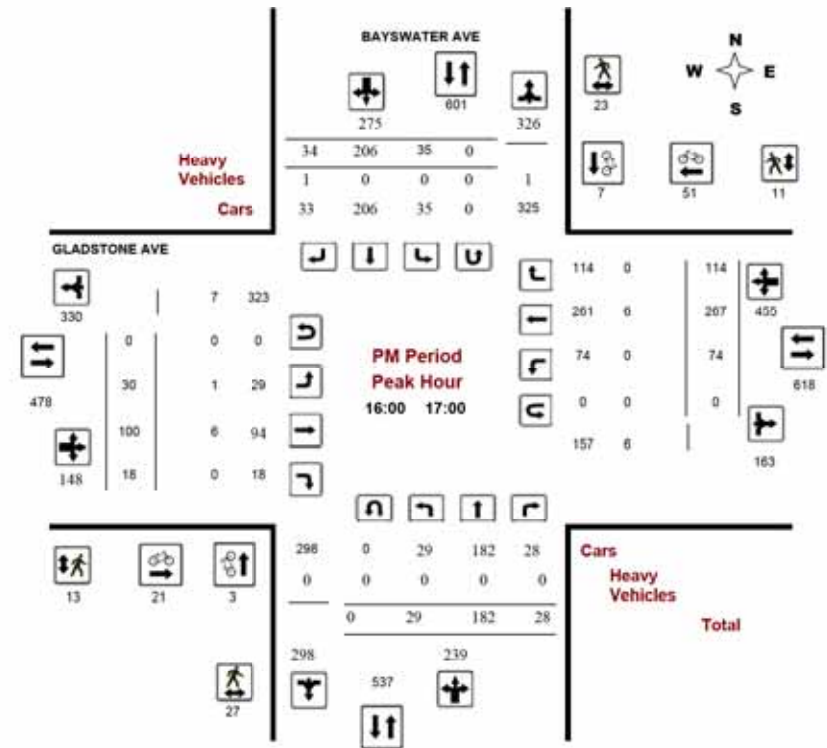 BAYSWATER AVE
N
W E
S
601
23
275 326
34 206 35 0
Heavy
Vehicles
1 0 0 0 1
Cars
33 206 35 0 325
7 51 11
GLADSTONE AVE
330
7 323
114 0 114
261 6 267 455
0 0 0
478
30 1 29
PM Period
Peak Hour
16:00 17:00
74 0 74
618
100 6 94
0 0 0
148
18 0 18
157 6
163
298 0 29 182 28
Cars
0 0 0 0 0
Heavy
Vehicles
13 21 3
0 29 182 28
Total
298 239
537
27